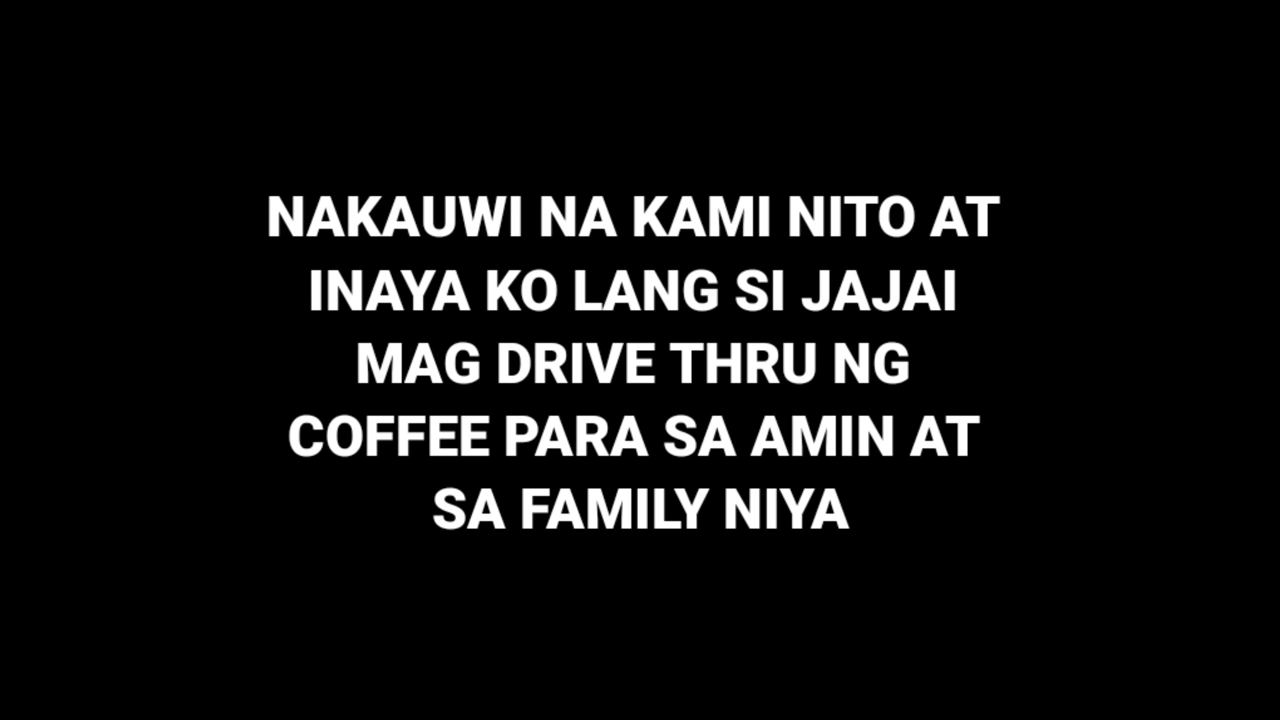 NAKAUWI NA KAMI NITO AT
INAYA KO LANG SI JAJAI
MAG DRIVE THRU NG
COFFEE PARA SA AMIN AT
SA FAMILY NIYA